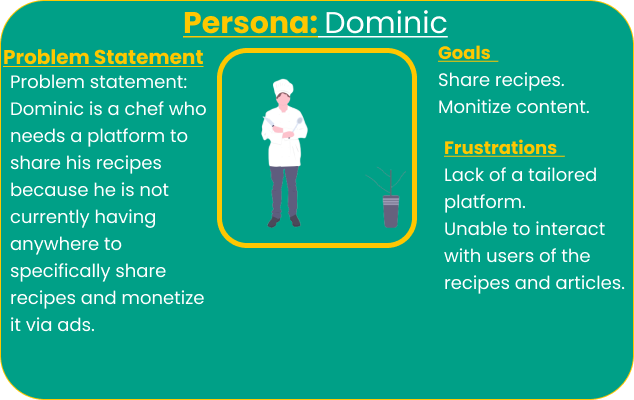 Persona: Dominic
Problem Statement
Problem statement:
Dominic is a chef who
needs a platform to
share his recipes
because he is not
currently having
anywhere to
specifically share
recipes and monetize
it via ads.
Goals
Share recipes.
Monitize content.
Frustrations
Lack of a tailored
platform.
Unable to interact
with users of the
recipes and articles.